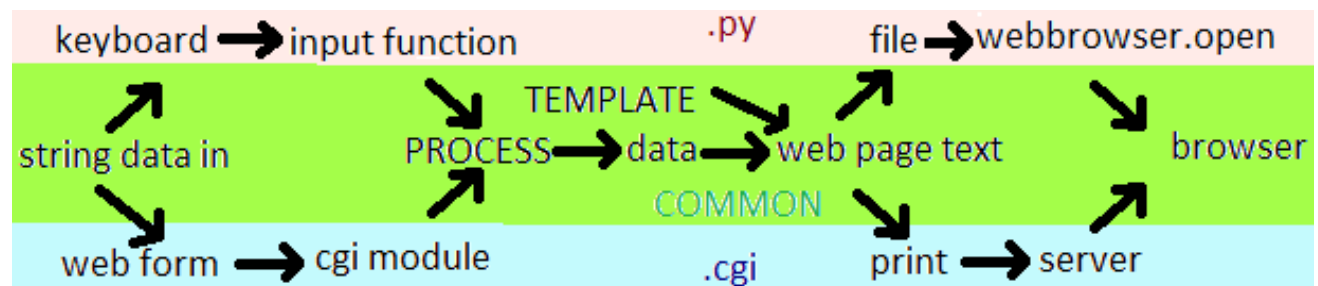 keyboard input function .py file webbrowser.open
TEMPLATE
string data in PROCESS data web page text browser
COMMON
web form cgi module .cgi print server